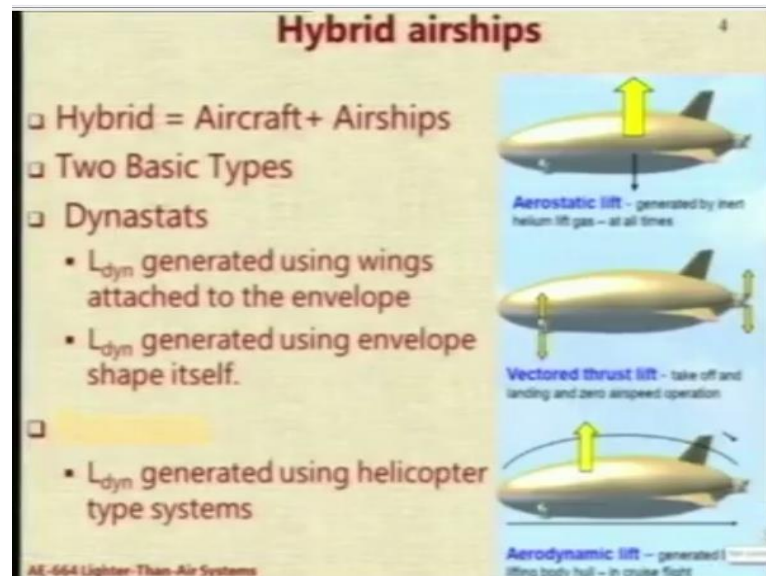 Hybrid airships
4
Hybrid = Aircraft+ Airships
Two Basic Types
Dynastats
Ldyn generated using wings
attached to the envelope
Ldyn generated using envelope
shape itself.
Ldyn generated using helicopter
type systems
AE-664 Lighter-Than-Air Systems
Aerostatic lift - generated by inert
helium lift gas – at all times
Vectored thrust lift - take off and
landing and zero airspeed operation
Aerodynamic lift – generated
lifting body hull – in cruise flight